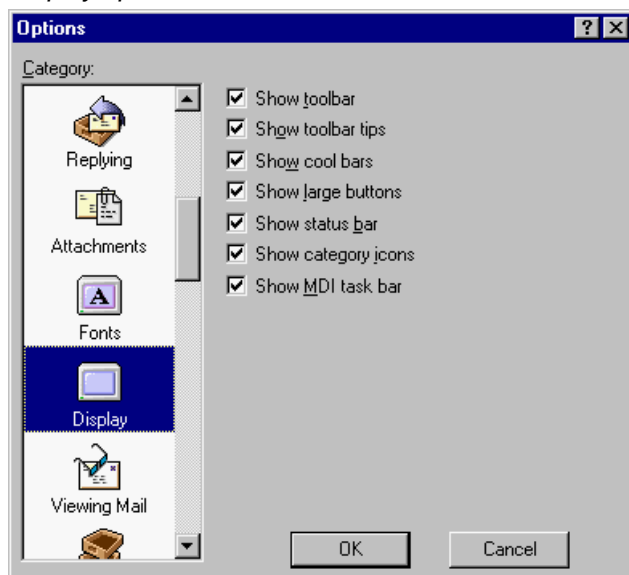 Options
Category:
Replying
Attachments
A
Fonts
Display
Viewing Mail
Show toolbar
Show toolbar tips
Show cool bars
Show large buttons
Show status bar
Show category icons
Show MDI task bar
OK
Cancel